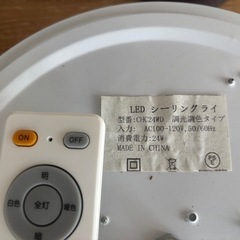 LED シーリングライ
型番:CK24W0 調光調色タイプ
入力: AC100-120V,50/60Hz
消費電力:24W
MADE IN CHINA
ON
OFF
明
白色
全灯
暖色
暗